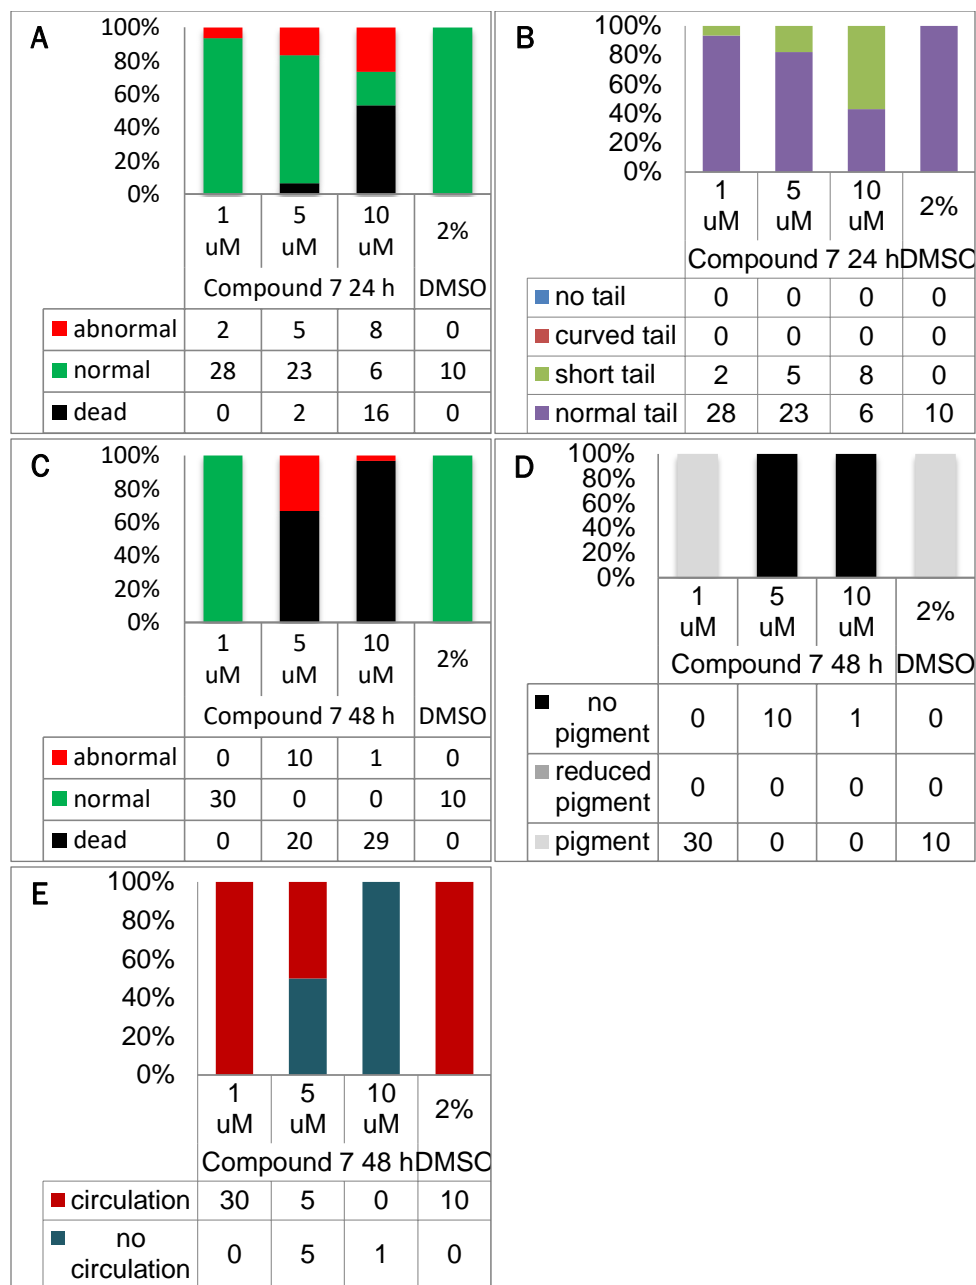 A
100%
80%
60%
40%
20%
0%
1 uM 5 uM 10 uM 2%
Compound 7 24 h DMSO
abnormal 2 5 8 0
normal 28 23 6 10
dead 0 2 16 0
B
100%
80%
60%
40%
20%
0%
1 uM 5 uM 10 uM 2%
Compound 7 24 h DMSO
no tail 0 0 0 0
curved tail 0 0 0 0
short tail 2 5 8 0
normal tail 28 23 6 10
C
100%
80%
60%
40%
20%
0%
1 uM 5 uM 10 uM 2%
Compound 7 48 h DMSO
abnormal 0 10 1 0
normal 30 0 0 10
dead 0 20 29 0
D
100%
80%
60%
40%
20%
0%
1 uM 5 uM 10 uM 2%
Compound 7 48 h DMSO
no pigment 0 10 1 0
reduced pigment 0 0 0 0
pigment 30 0 0 10
E
100%
80%
60%
40%
20%
0%
1 uM 5 uM 10 uM 2%
Compound 7 48 h DMSO
circulation 30 5 0 10
no circulation 0 5 1 0